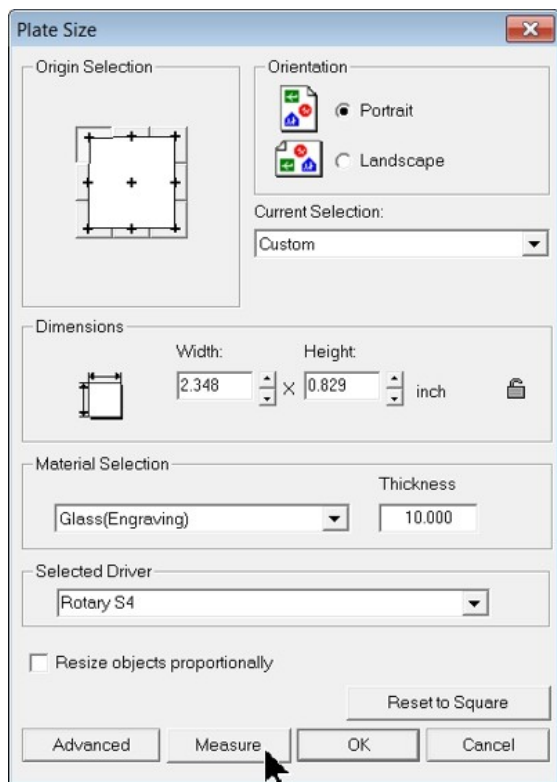 Plate Size
Origin Selection
Orientation
Portrait
Landscape
Current Selection:
Custom
Dimensions
Width:
Height:
2.348
X
0.829
inch
Material Selection
Thickness
Glass(Engraving)
10.000
Selected Driver
Rotary S4
Resize objects proportionally
Reset to Square
Advanced
Measure
OK
Cancel